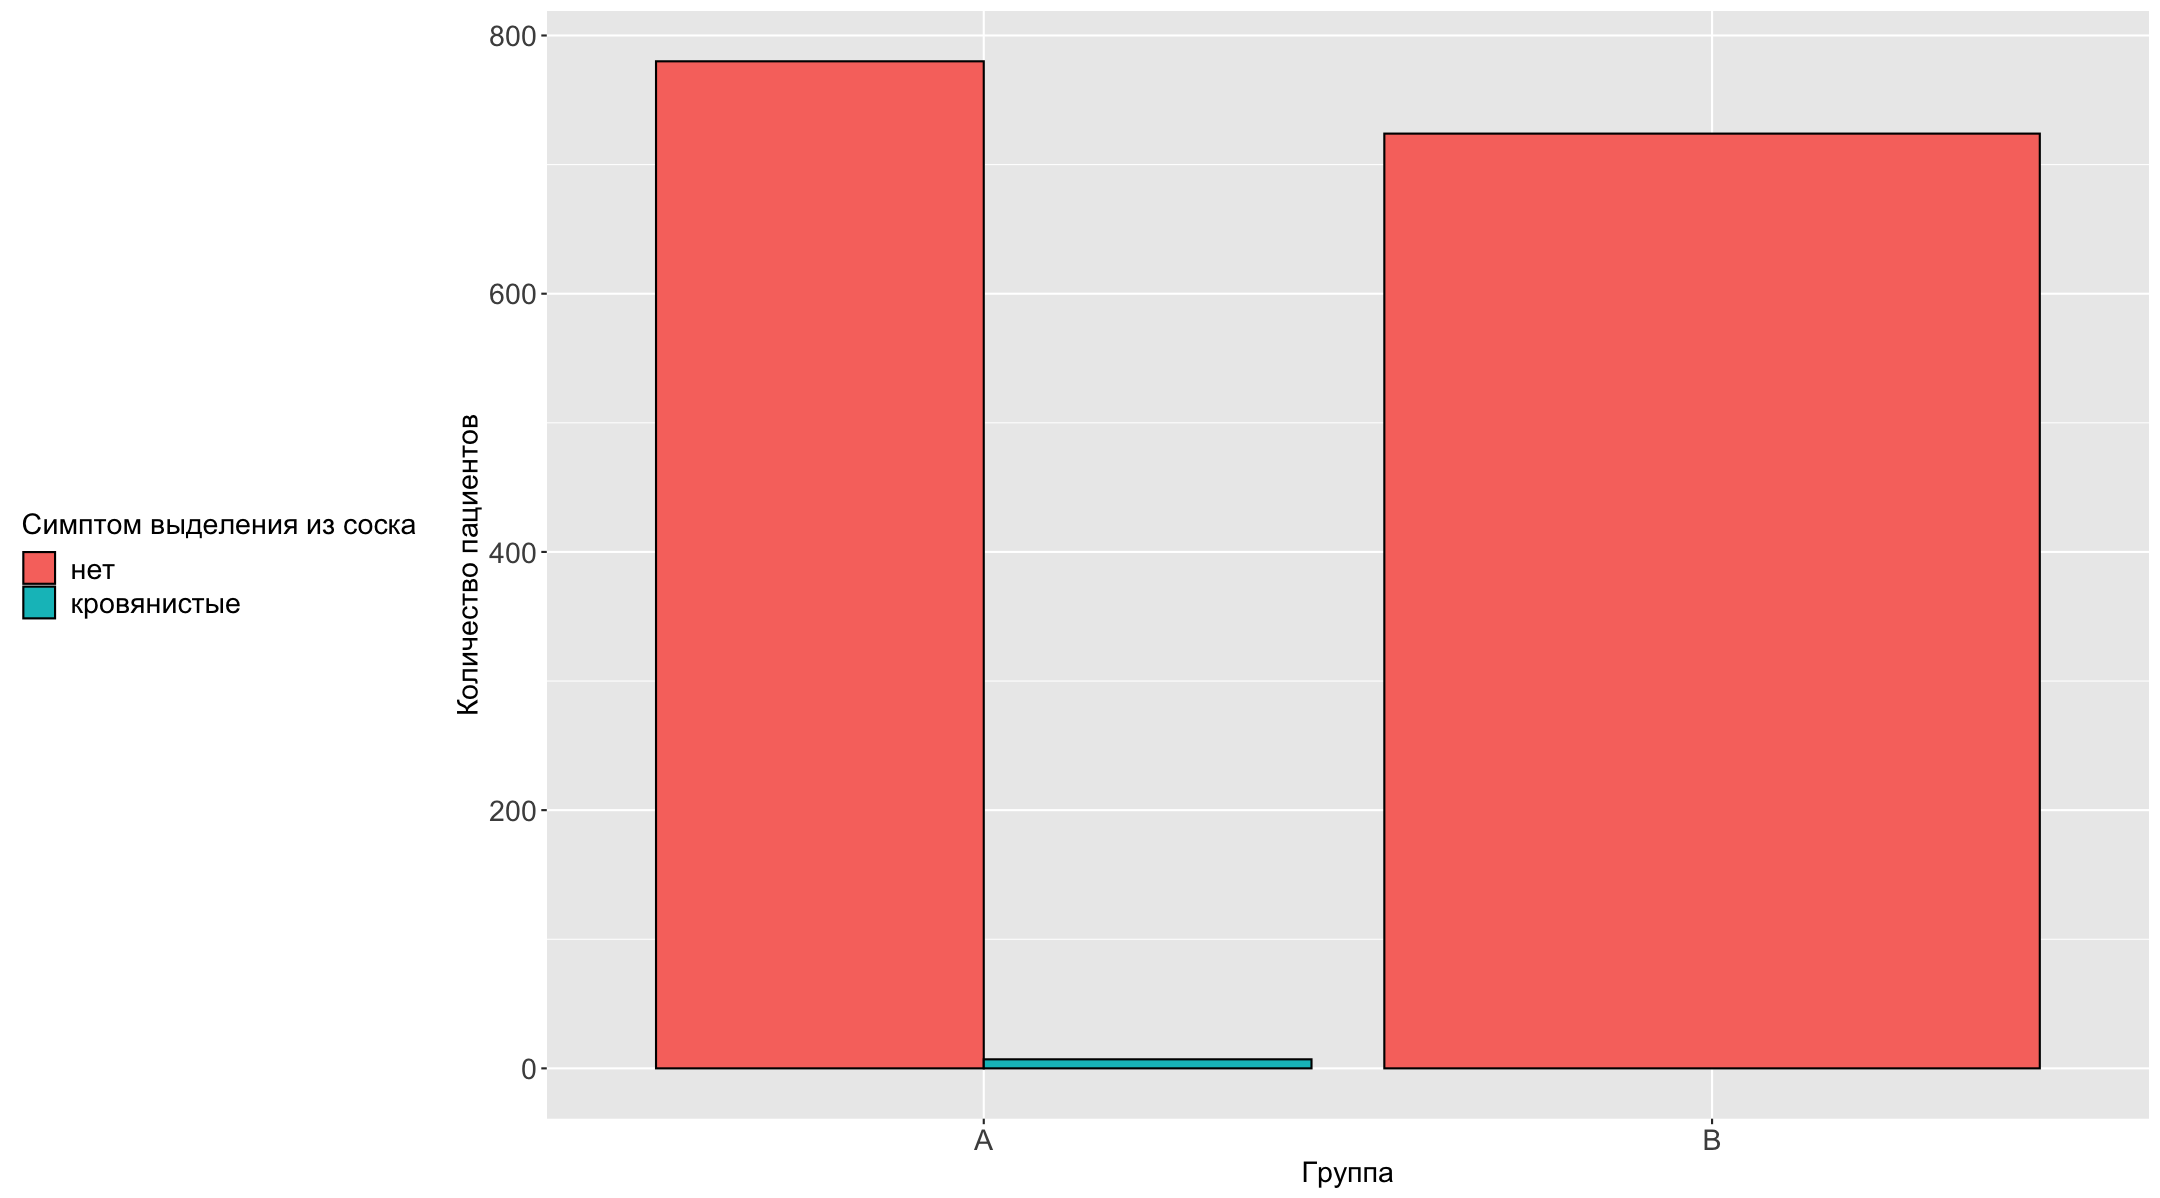 Симптом выделения из соска
нет
кровянистые
Количество пациентов
800
600
400
200
0
A
B
Группа